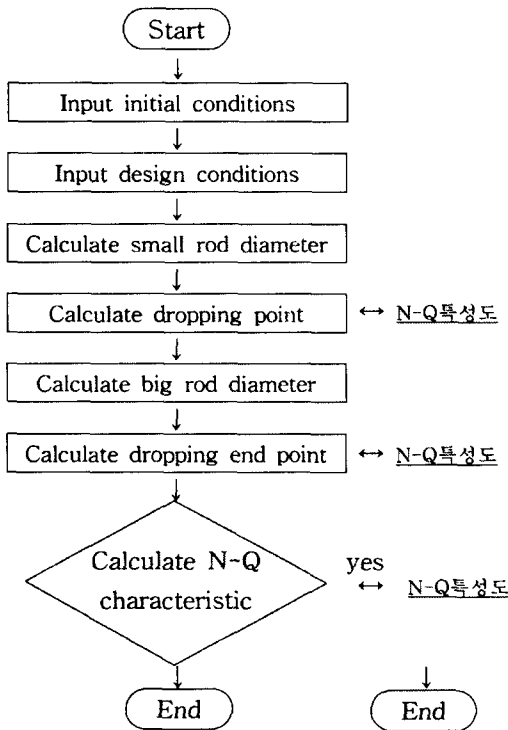 Start
Input initial conditions
Input design conditions
Calculate small rod diameter
Calculate dropping point ↔ N-Q특성도
Calculate big rod diameter
Calculate dropping end point ↔ N-Q특성도
Calculate N~Q yes
characteristic ↔ N-Q특성도
End End